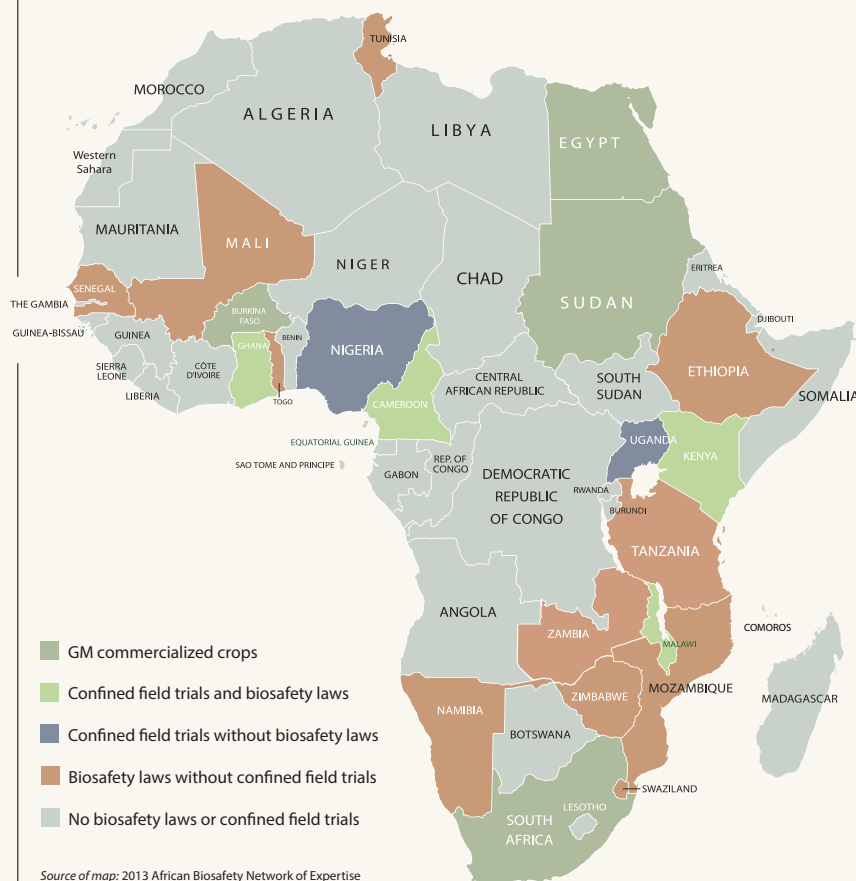 TUNISIA
MOROCCO
ALGERIA
LIBYA
EGYPT
Western
Sahara
MAURITANIA
MALI
NIGER
CHAD
SUDAN
ERITREA
SENEGAL
THE GAMBIA
BURKINA
FASO
DJIBOUTI
GUINEA-BISSAU
GUINEA
GHANA
BENIN
NIGERIA
SIERRA
LEONE
CÔTE
D'IVOIRE
LIBERIA
TOGO
CAMEROON
CENTRAL
AFRICAN REPUBLIC
SOUTH
SUDAN
ETHIOPIA
SOMALIA
EQUATORIAL GUINEA
UGANDA
KENYA
SAO TOME AND PRINCIPE
GABON
REP. OF
CONGO
DEMOCRATIC
REPUBLIC
OF CONGO
RWANDA
BURUNDI
TANZANIA
ANGOLA
ZAMBIA
MALAWI
COMOROS
MOZAMBIQUE
MADAGASCAR
ZIMBABWE
NAMIBIA
BOTSWANA
SWAZILAND
LESOTHO
SOUTH
AFRICA
GM commercialized crops
Confined field trials and biosafety laws
Confined field trials without biosafety laws
Biosafety laws without confined field trials
No biosafety laws or confined field trials
Source of map: 2013 African Biosafety Network of Expertise